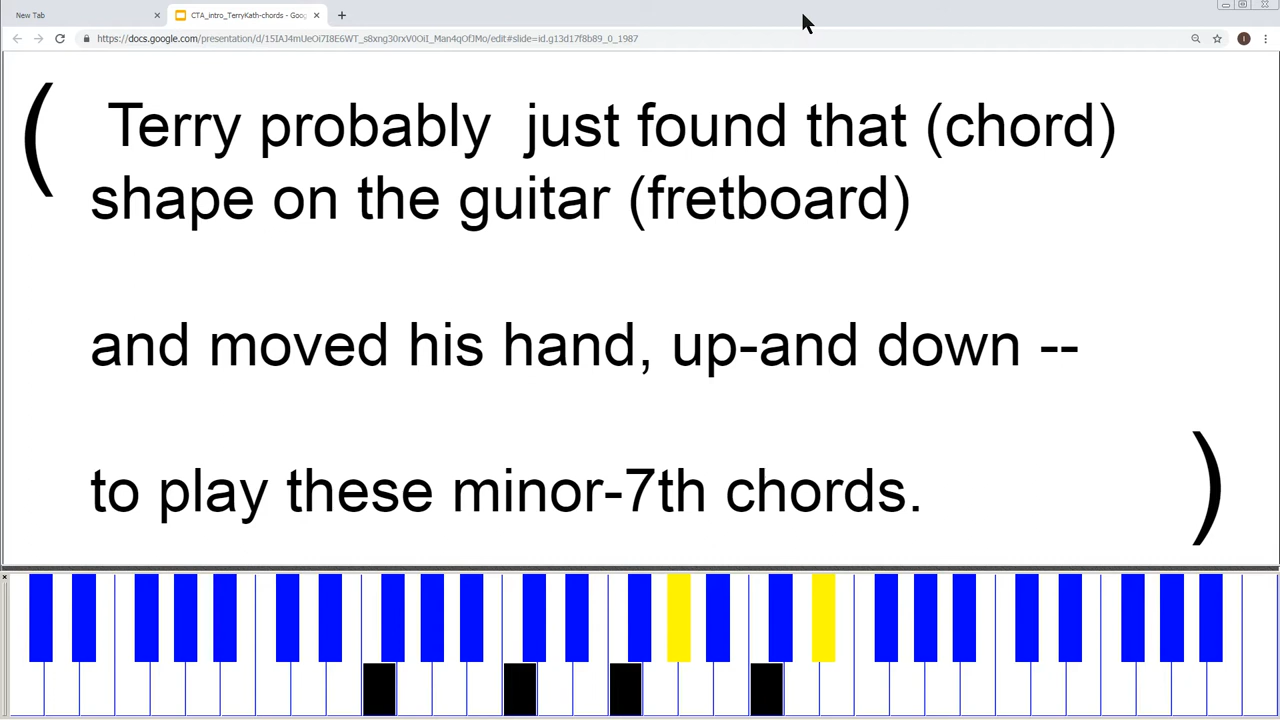 New Tab
CTA_intro_TerryKath-chords - Goog
https://docs.google.com/presentation/d/15IAJ4mUeOi7I8E6WT_s8xng30rxV0OiI_Man4qOfJMo/edit#slide=id.g13d17f8b89_0_1987
( Terry probably just found that (chord)
shape on the guitar (fretboard)
and moved his hand, up-and down --
to play these minor-7th chords. )